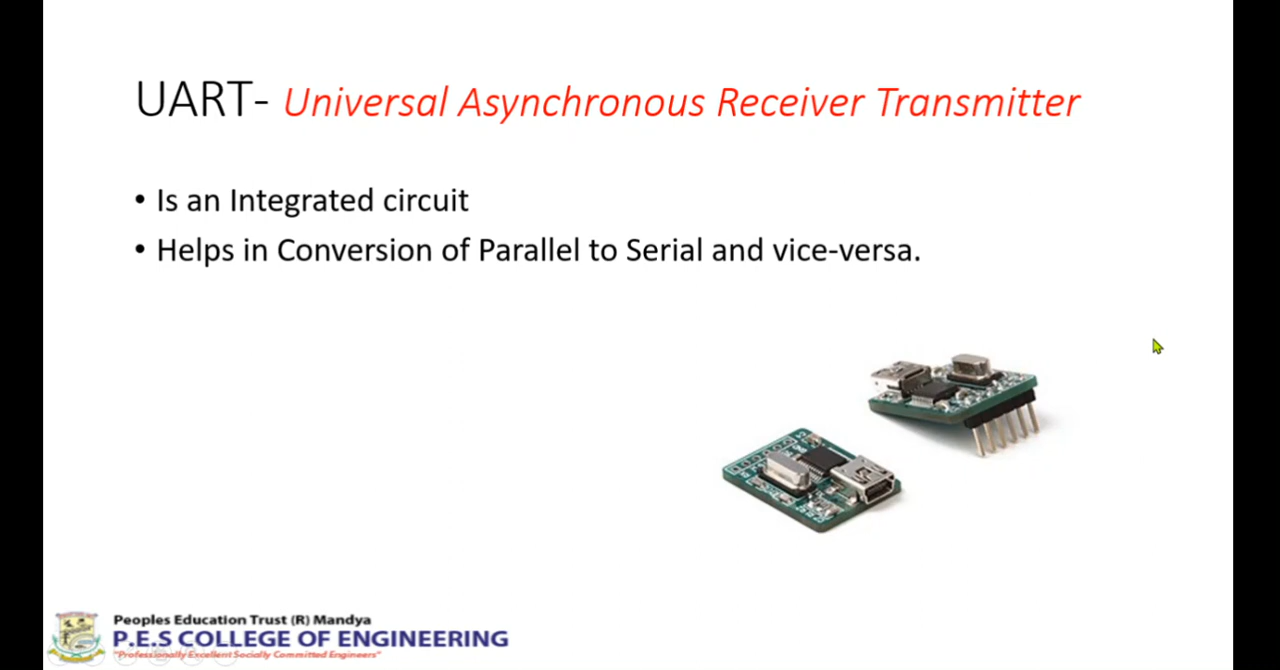 UART- Universal Asynchronous Receiver Transmitter
• Is an Integrated circuit
• Helps in Conversion of Parallel to Serial and vice-versa.
Peoples Education Trust (R) Mandya
P.E.S COLLEGE OF ENGINEERING
"Professionally Excellent Socially Committed Engineers"